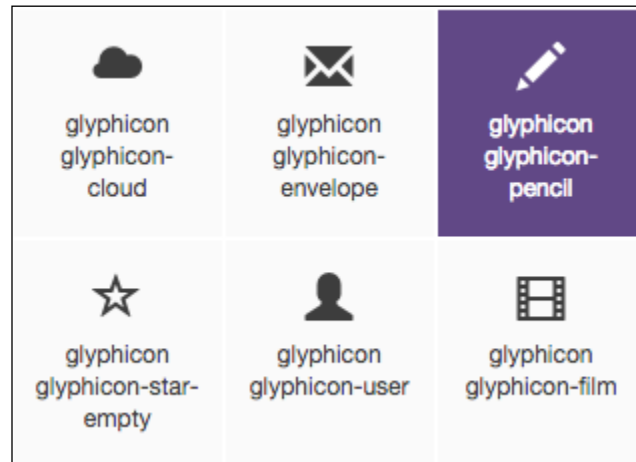 glyphicon
glyphicon-
cloud
glyphicon
glyphicon-
envelope
glyphicon
glyphicon-
pencil
glyphicon
glyphicon-star-
empty
glyphicon
glyphicon-user
glyphicon
glyphicon-film